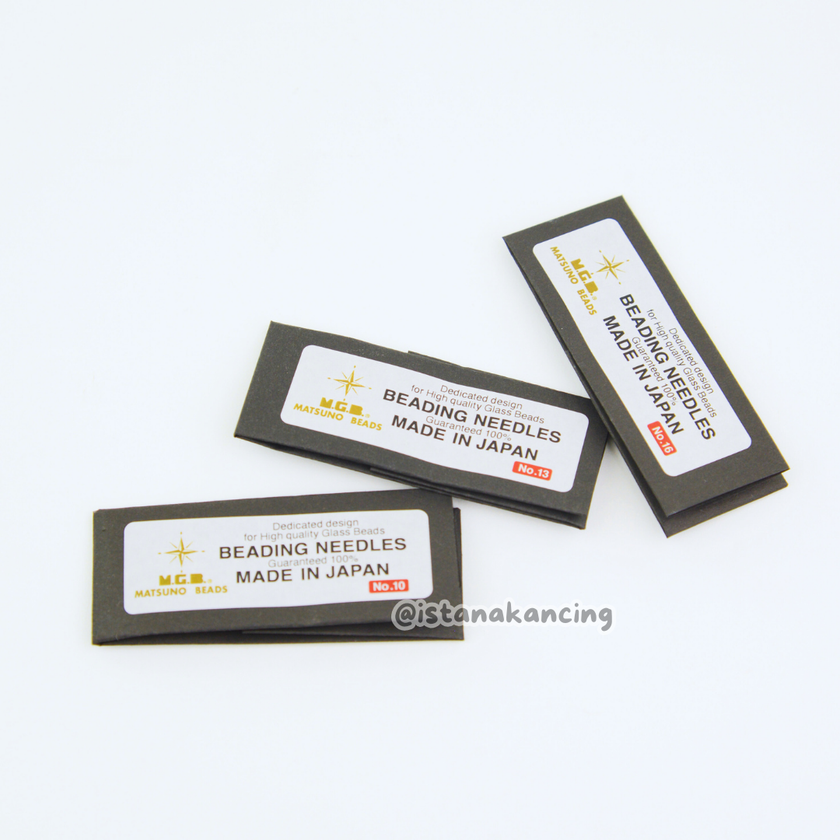 M.G.B.®
MATSUNO BEADS
Dedicated design
for High quality Glass Beads
BEADING NEEDLES
Guaranteed 100%
MADE IN JAPAN
No.16
M.G.B.®
MATSUNO BEADS
Dedicated design
for High quality Glass Beads
BEADING NEEDLES
Guaranteed 100%
MADE IN JAPAN
No.13
M.G.B.®
MATSUNO BEADS
Dedicated design
for High quality Glass Beads
BEADING NEEDLES
Guaranteed 100%
MADE IN JAPAN
No.10
@istanakancing